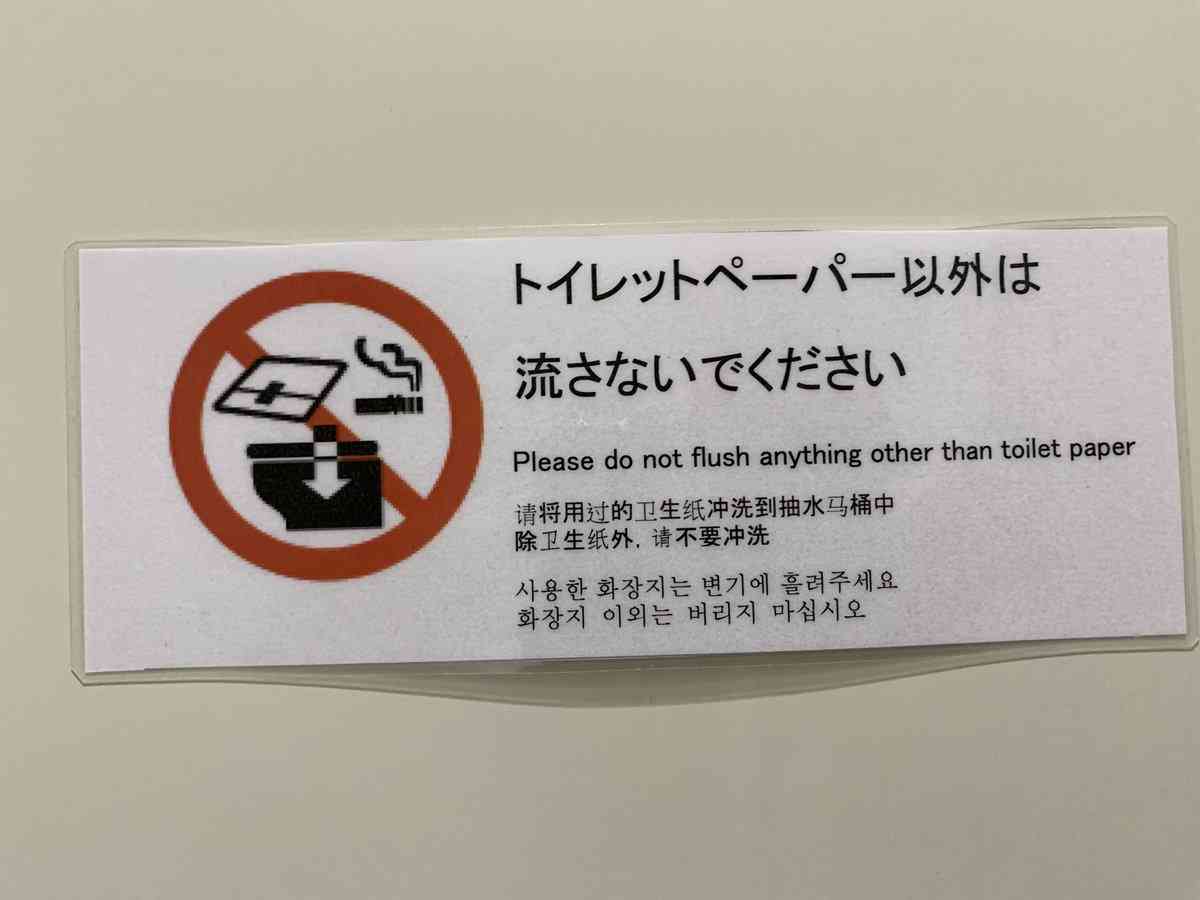 トイレットペーパー以外は
流さないでください
Please do not flush anything other than toilet paper
请将用过的卫生纸冲洗到抽水马桶中
除卫生纸外, 请不要冲洗
사용한 화장지는 변기에 흘려주세요
화장지 이외는 버리지 마십시오